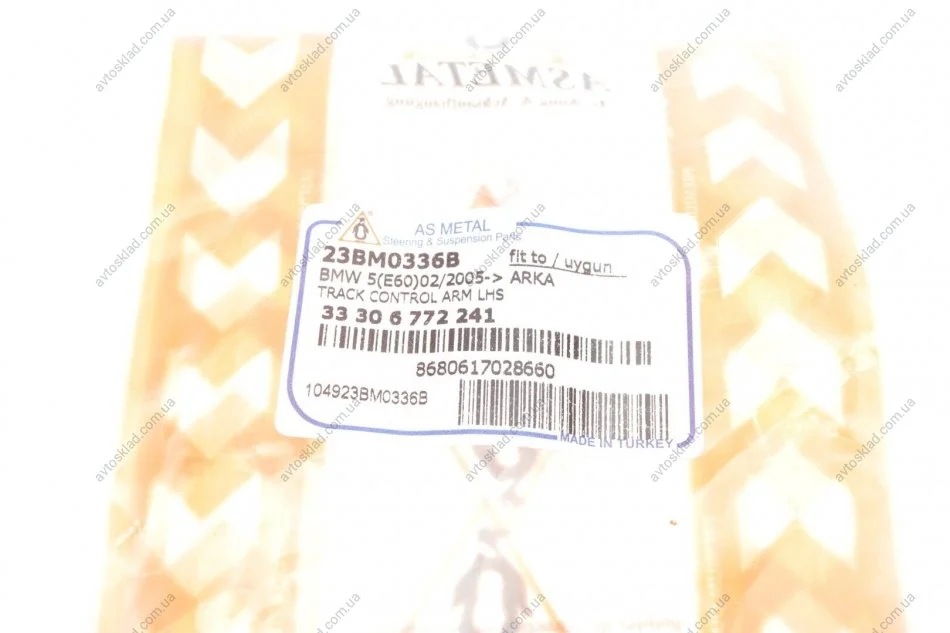 ASMETAL
AS METAL
Steering & Suspension Parts
23BM0336B fit to / uygun
BMW 5(E60)02/2005-> ARKA
TRACK CONTROL ARM LHS
33 30 6 772 241
8680617028660
104923BM0336B
MADE IN TURKEY
avtosklad.com.ua